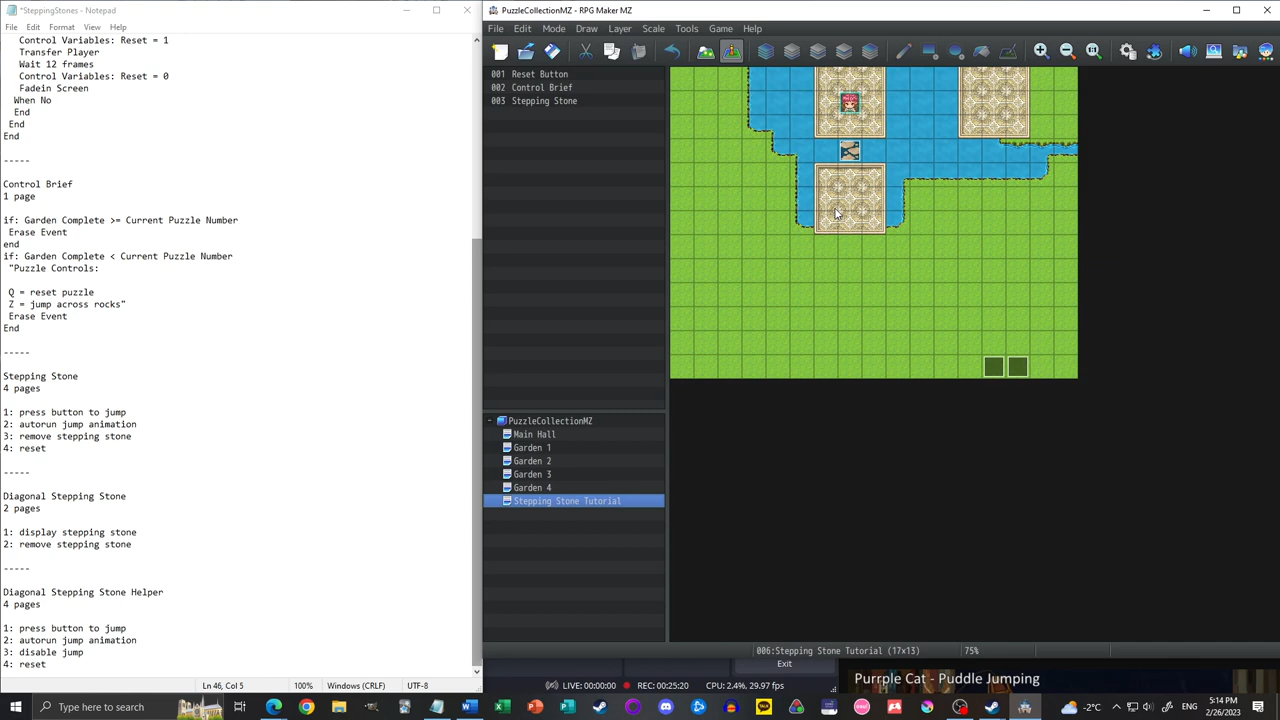 *SteppingStones - Notepad
File Edit Format View Help
Control Variables: Reset = 1
Transfer Player
Wait 12 frames
Control Variables: Reset = 0
Fadein Screen
When No
End
End
End
-----
Control Brief
1 page
if: Garden Complete >= Current Puzzle Number
Erase Event
end
if: Garden Complete < Current Puzzle Number
"Puzzle Controls:
Q = reset puzzle
Z = jump across rocks"
Erase Event
End
-----
Stepping Stone
4 pages
1: press button to jump
2: autorun jump animation
3: remove stepping stone
4: reset
-----
Diagonal Stepping Stone
2 pages
1: display stepping stone
2: remove stepping stone
-----
Diagonal Stepping Stone Helper
4 pages
1: press button to jump
2: autorun jump animation
3: disable jump
4: reset
Ln 46, Col 5 100% Windows (CRLF) UTF-8
PuzzleCollectionMZ - RPG Maker MZ
File Edit Mode Draw Layer Scale Tools Game Help
001 Reset Button
002 Control Brief
003 Stepping Stone
PuzzleCollectionMZ
Main Hall
Garden 1
Garden 2
Garden 3
Garden 4
Stepping Stone Tutorial
006:Stepping Stone Tutorial (17×13) 75%
Exit
LIVE: 00:00:00 REC: 00:25:20 CPU: 2.4%, 29.97 fps
Purrple Cat - Puddle Jumping
Type here to search
-2°C
ENG
5:14 PM
2/26/2023